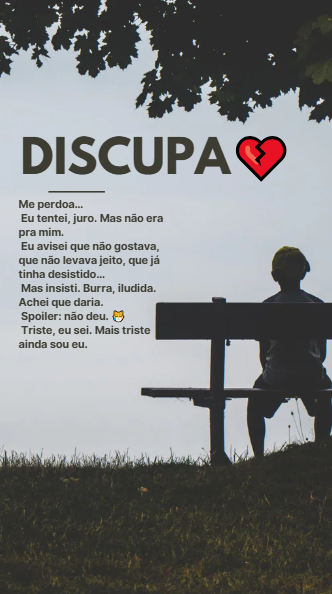 DISCUPA💔
Me perdoa...
Eu tentei, juro. Mas não era
pra mim.
Eu avisei que não gostava,
que não levava jeito, que já
tinha desistido...
Mas insisti. Burra, iludida.
Achei que daria.
Spoiler: não deu. 🐱
Triste, eu sei. Mais triste
ainda sou eu.